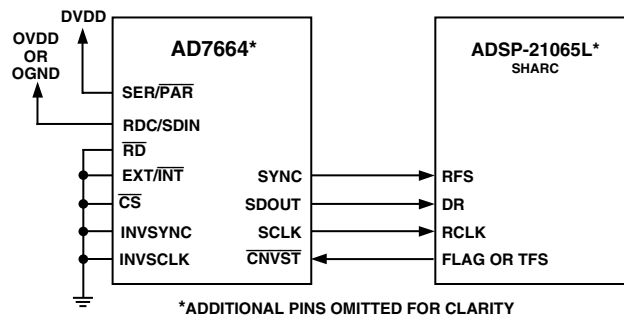 DVDD
OVDD
OR
OGND
AD7664*
SER/PAR
RDC/SDIN
RD
EXT/INT
CS
INVSYNC
INVSCLK
SYNC
SDOUT
SCLK
CNVST
ADSP-21065L*
SHARC
RFS
DR
RCLK
FLAG OR TFS
*ADDITIONAL PINS OMITTED FOR CLARITY